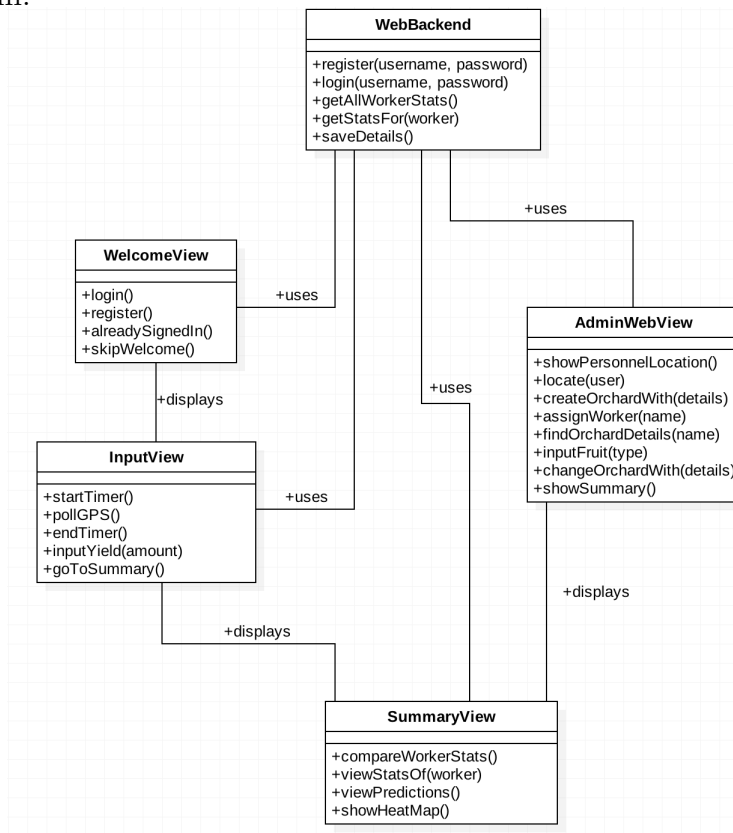 WebBackend
+register(username, password)
+login(username, password)
+getAllWorkerStats()
+getStatsFor(worker)
+saveDetails()
+uses
WelcomeView
+login()
+register()
+alreadySignedIn()
+skipWelcome()
+uses
AdminWebView
+showPersonnelLocation()
+locate(user)
+createOrchardWith(details)
+assignWorker(name)
+findOrchardDetails(name)
+inputFruit(type)
+changeOrchardWith(details)
+showSummary()
+uses
+displays
InputView
+startTimer()
+pollGPS()
+endTimer()
+inputYield(amount)
+goToSummary()
+uses
+displays
+displays
SummaryView
+compareWorkerStats()
+viewStatsOf(worker)
+viewPredictions()
+showHeatMap()